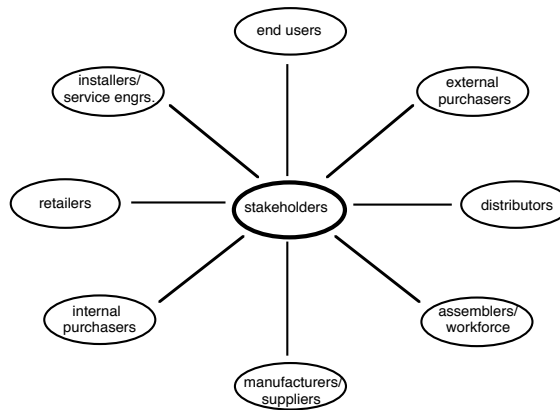 end users
installers/
service engrs.
external
purchasers
retailers
stakeholders
distributors
internal
purchasers
assemblers/
workforce
manufacturers/
suppliers